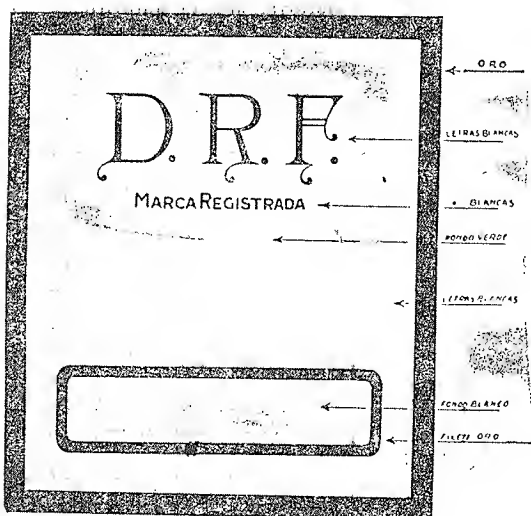 ORO
D. R. F.
LETRAS BLANCAS
MARCA REGISTRADA
" BLANCAS
FONDO VERDE
LETRAS BLANCAS
FONDO BLANCO
FILETE ORO